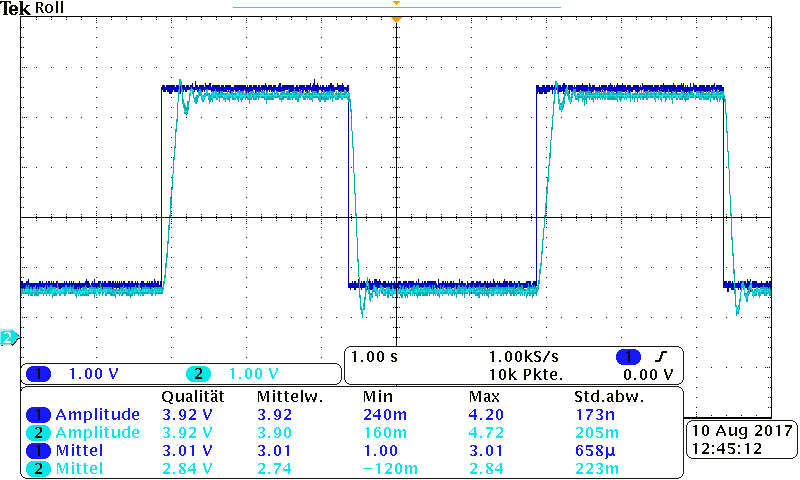 Tek Roll
2
1 1.00 V 2 1.00 V
1.00 s 1.00kS/s 1
10k Pkte. 0.00 V
Qualität Mittelw. Min Max Std.abw.
1 Amplitude 3.92 V 3.92 240m 4.20 173n
2 Amplitude 3.92 V 3.90 160m 4.72 205m
1 Mittel 3.01 V 3.01 1.00 3.01 658µ
2 Mittel 2.84 V 2.74 −120m 2.84 223m
10 Aug 2017
12:45:12